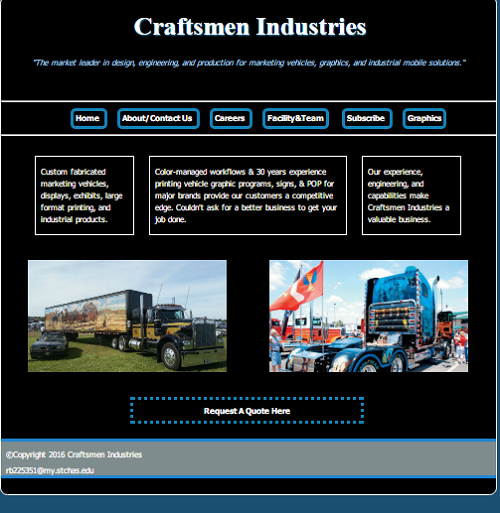 Craftsmen Industries
"The market leader in design, engineering, and production for marketing vehicles, graphics, and industrial mobile solutions."
Home About/Contact Us Careers Facility&Team Subscribe Graphics
Custom fabricated
marketing vehicles,
displays, exhibits, large
format printing, and
industrial products.
Color-managed workflows & 30 years experience
printing vehicle graphic programs, signs, & POP for
major brands provide our customers a competitive
edge. Couldn't ask for a better business to get your
job done.
Our experience,
engineering, and
capabilities make
Craftsmen Industries a
valuable business.
Request A Quote Here
©Copyright 2016 Craftsmen Industries
rb225351@my.stchas.edu